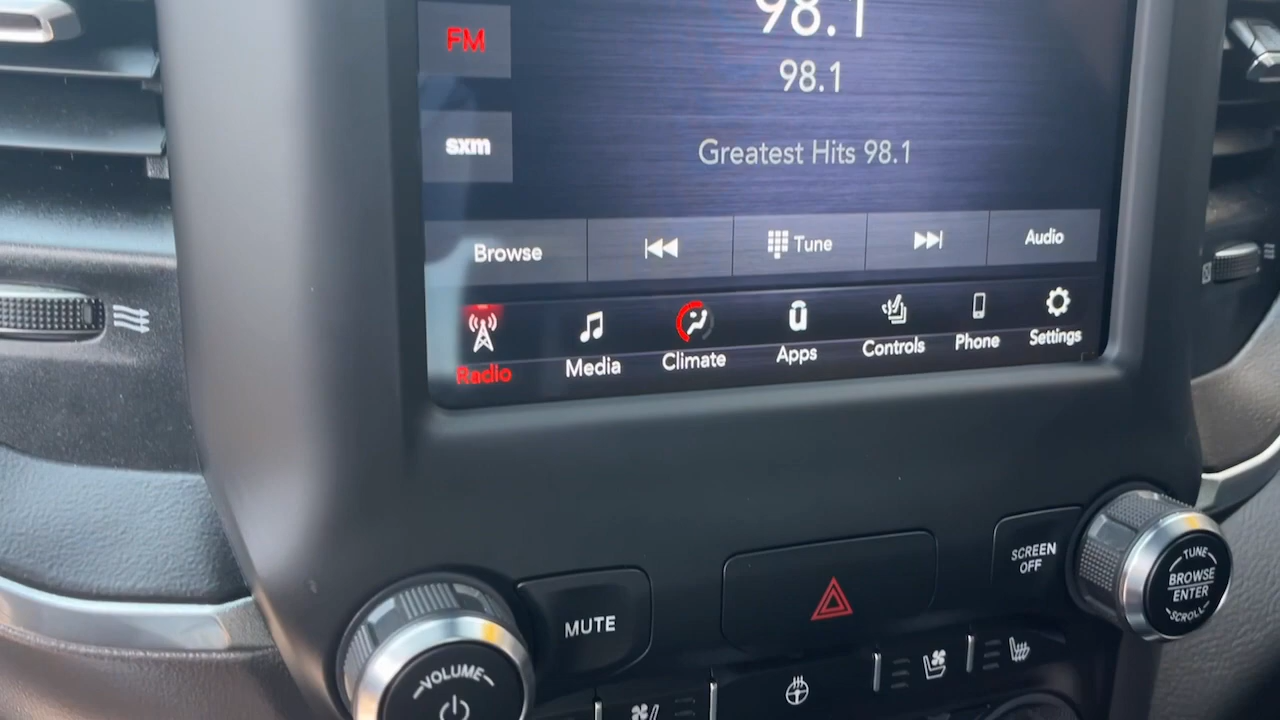 98.1
FM
98.1
sxm
Greatest Hits 98.1
Browse
Tune
Audio
Radio
Media
Climate
Apps
Controls
Phone
Settings
SCREEN
OFF
TUNE
BROWSE
ENTER
SCROLL
MUTE
VOLUME